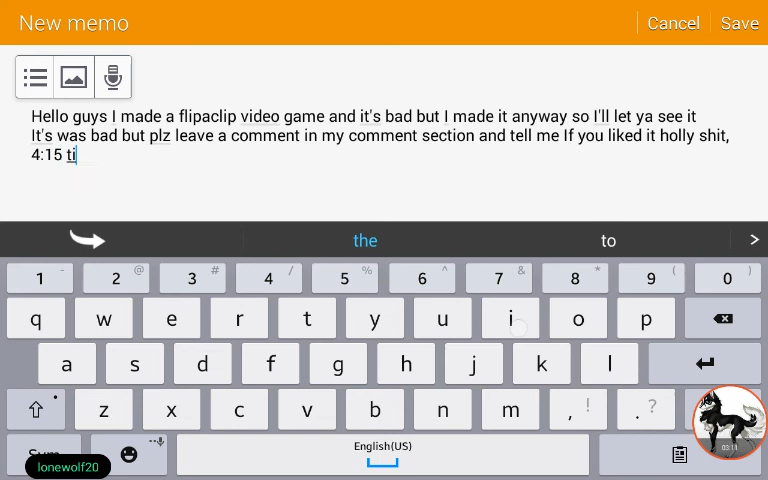 New memo
Cancel
Save
Hello guys I made a flipaclip video game and it's bad but I made it anyway so I'll let ya see it
It's was bad but plz leave a comment in my comment section and tell me If you liked it holly shit,
4:15 ti
the
to
>
1 - 2 @ 3 # 4 / 5 % 6 ^ 7 & 8 * 9 ( 0 )
q w e r t y u i o p
a s d f g h j k l
z x c v b n m , ! . ?
Sym
English(US)
lonewolf20
03:11